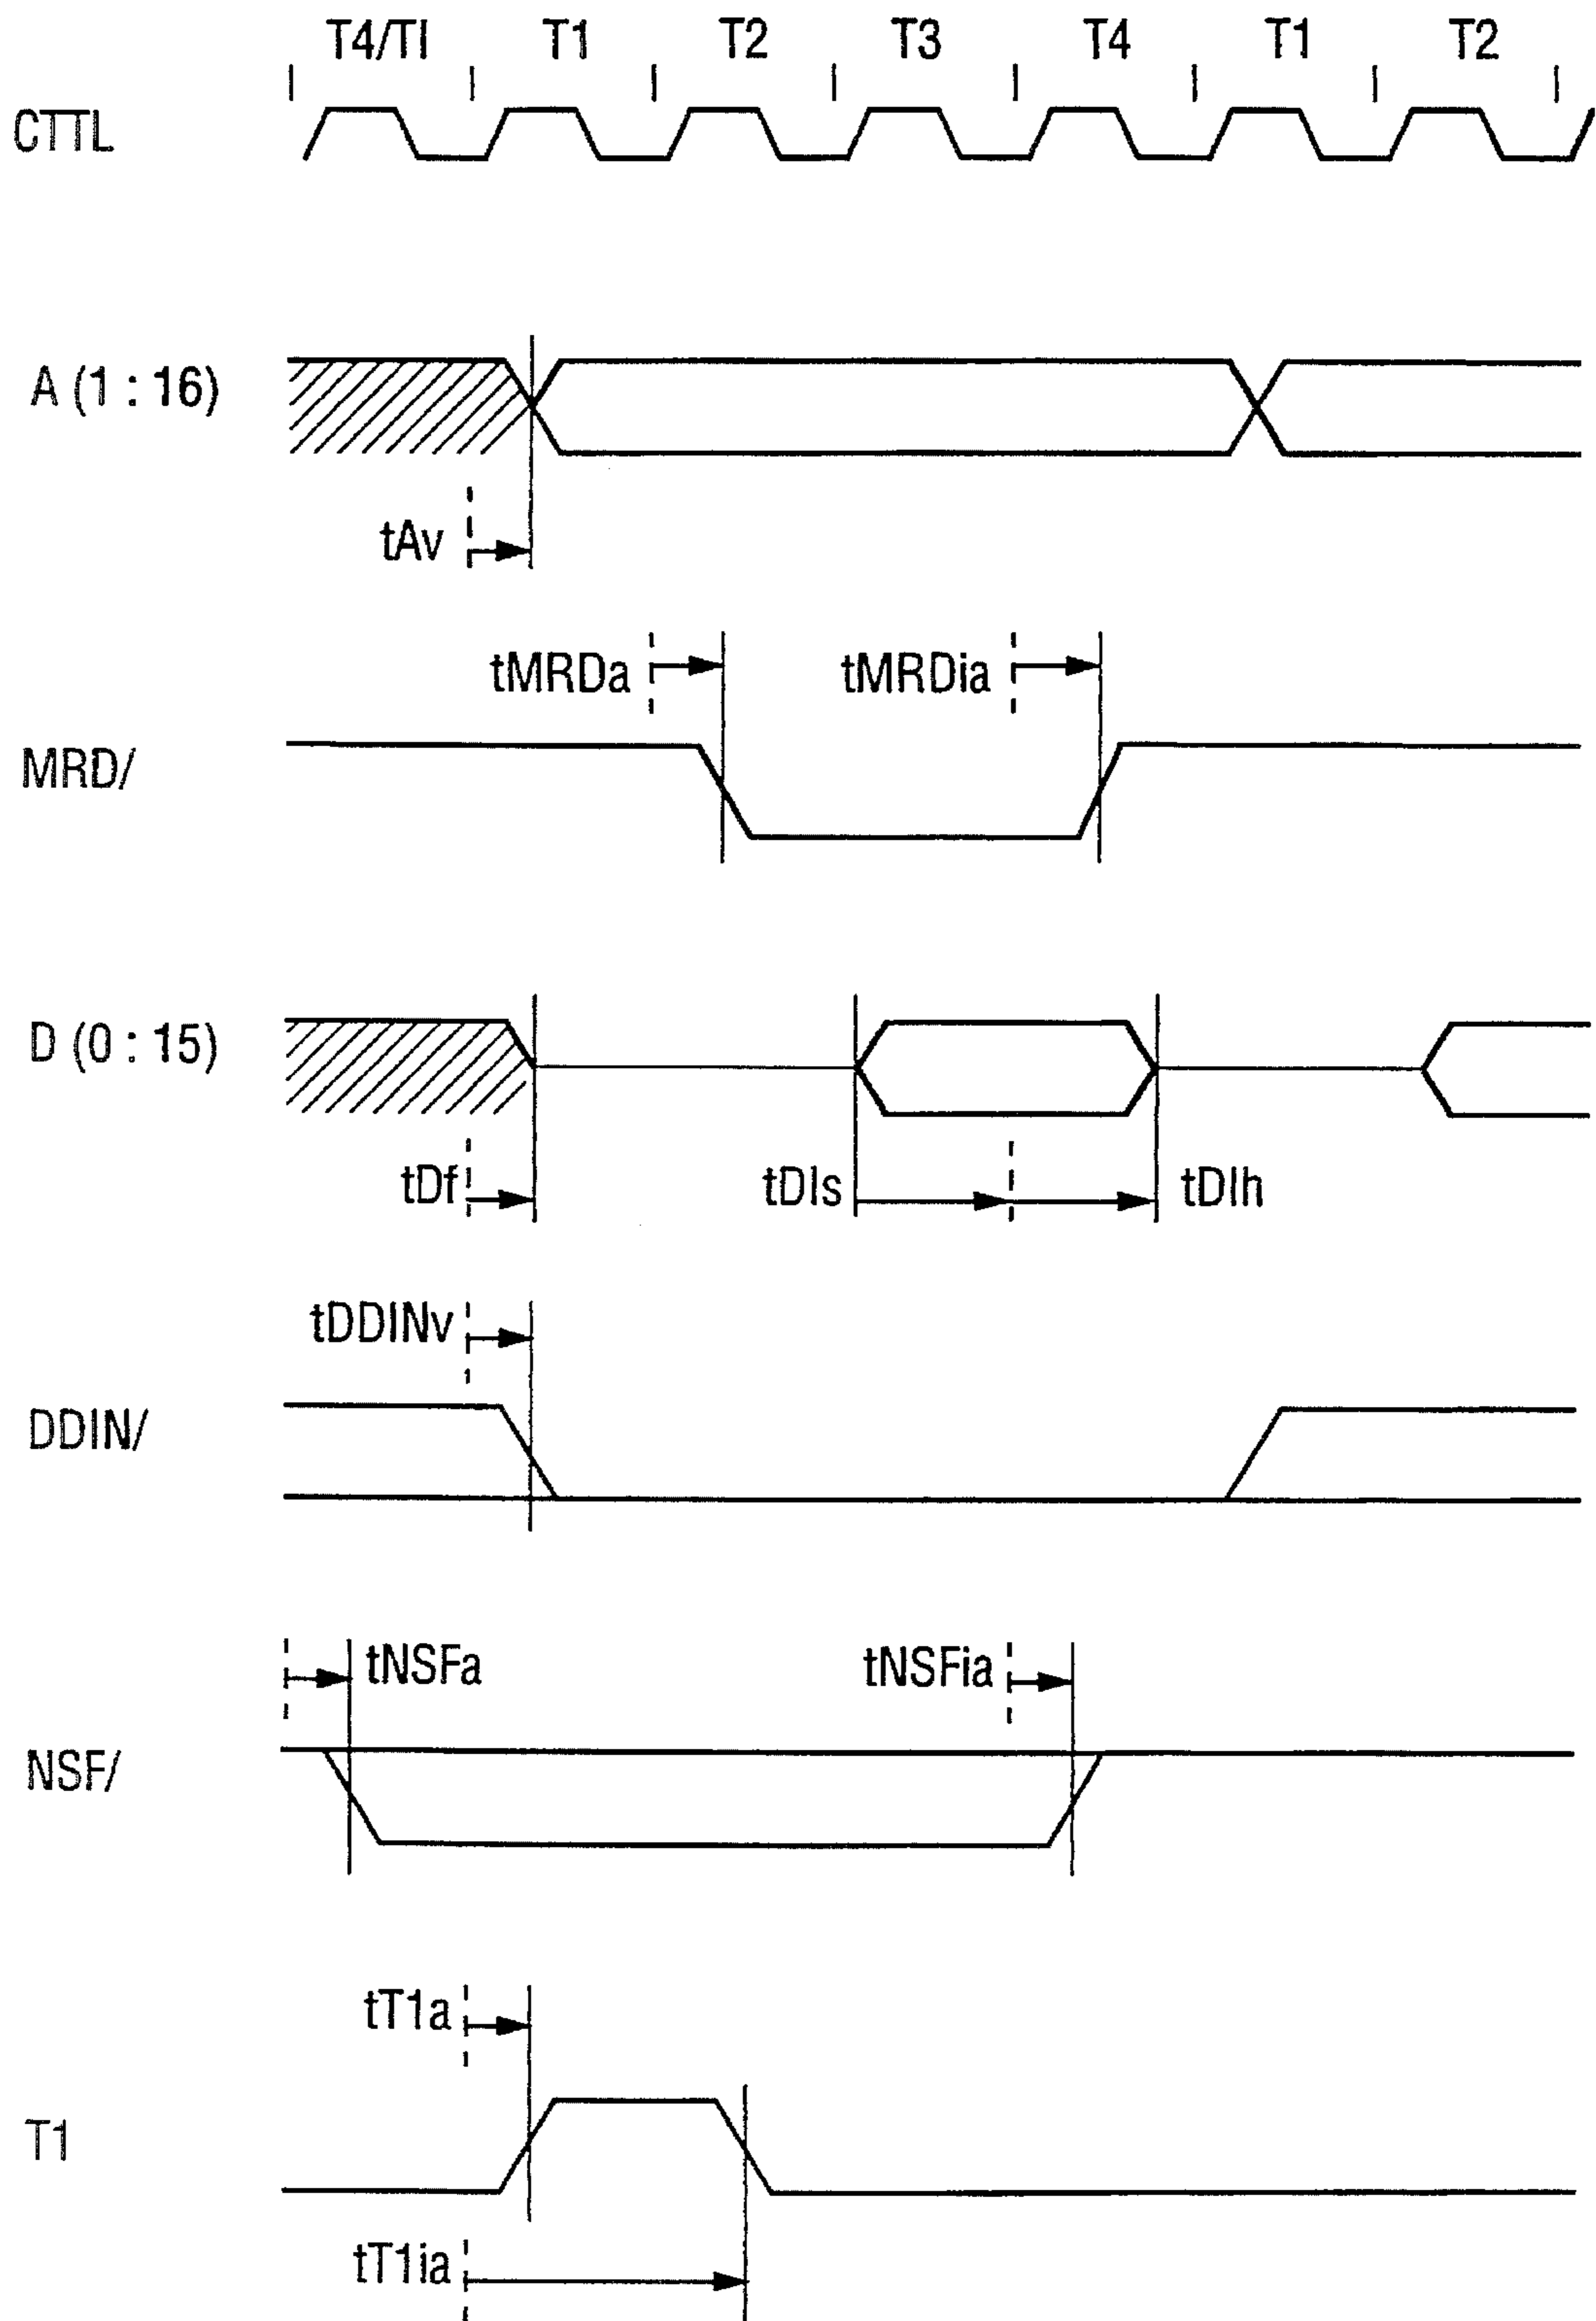 T4/TI T1 T2 T3 T4 T1 T2
CTTL
A (1 : 16)
tAv
tMRDa tMRDia
MRD/
D (0 : 15)
tDf tDIs tDIh
tDDINv
DDIN/
tNSFa tNSFia
NSF/
tT1a
T1
tT1ia